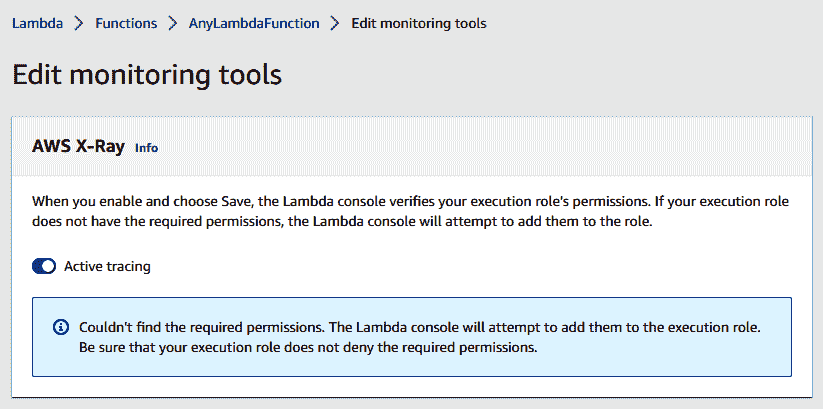 Lambda > Functions > AnyLambdaFunction > Edit monitoring tools
Edit monitoring tools
AWS X-Ray Info
When you enable and choose Save, the Lambda console verifies your execution role's permissions. If your execution role
does not have the required permissions, the Lambda console will attempt to add them to the role.
Active tracing
Couldn't find the required permissions. The Lambda console will attempt to add them to the execution role.
Be sure that your execution role does not deny the required permissions.